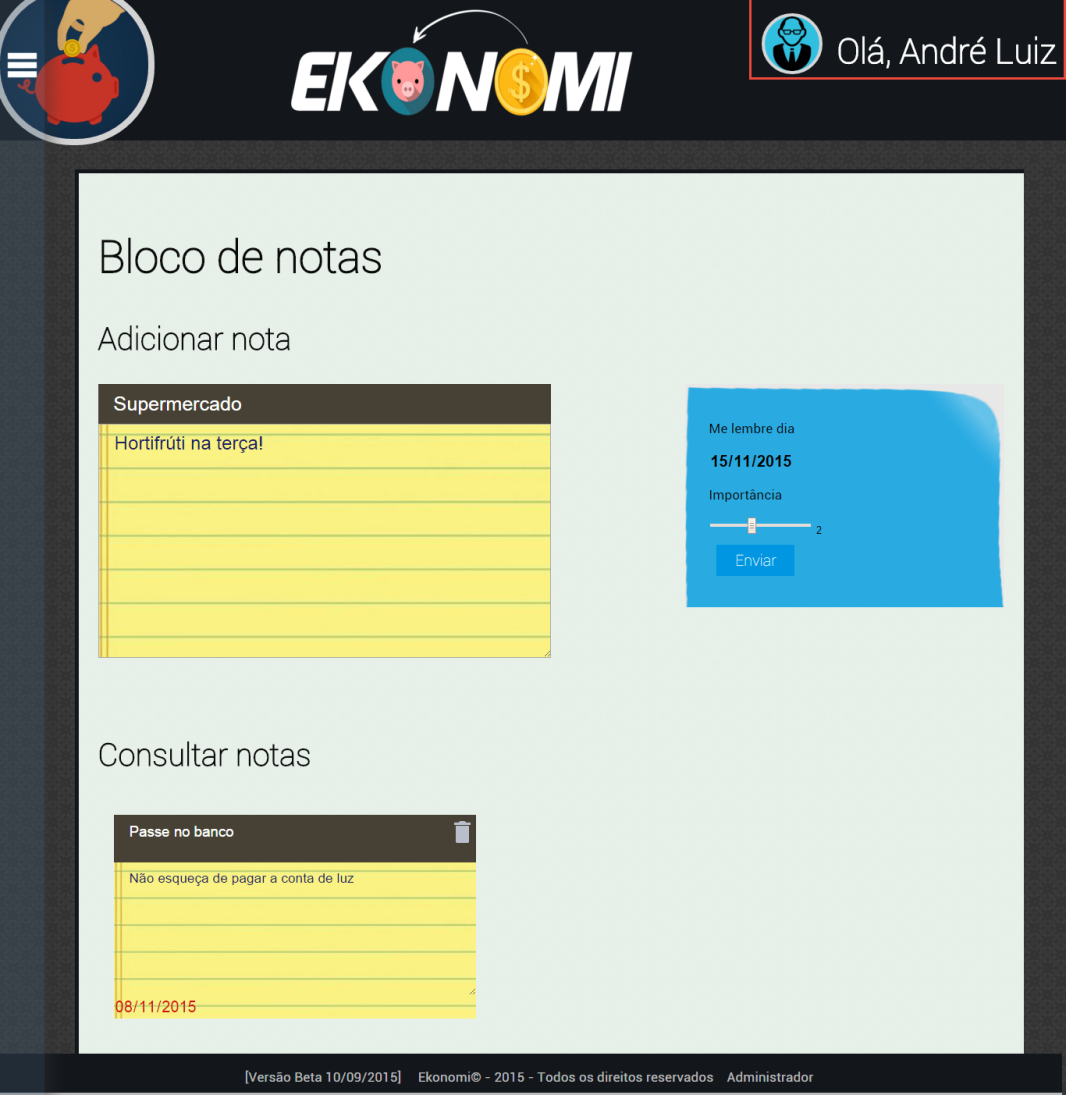 EKONOMI
Olá, André Luiz
Bloco de notas
Adicionar nota
Supermercado
Hortifrúti na terça!
Me lembre dia
15/11/2015
Importância
2
Enviar
Consultar notas
Passe no banco
Não esqueça de pagar a conta de luz
08/11/2015
[Versão Beta 10/09/2015] Ekonomi© - 2015 - Todos os direitos reservados Administrador